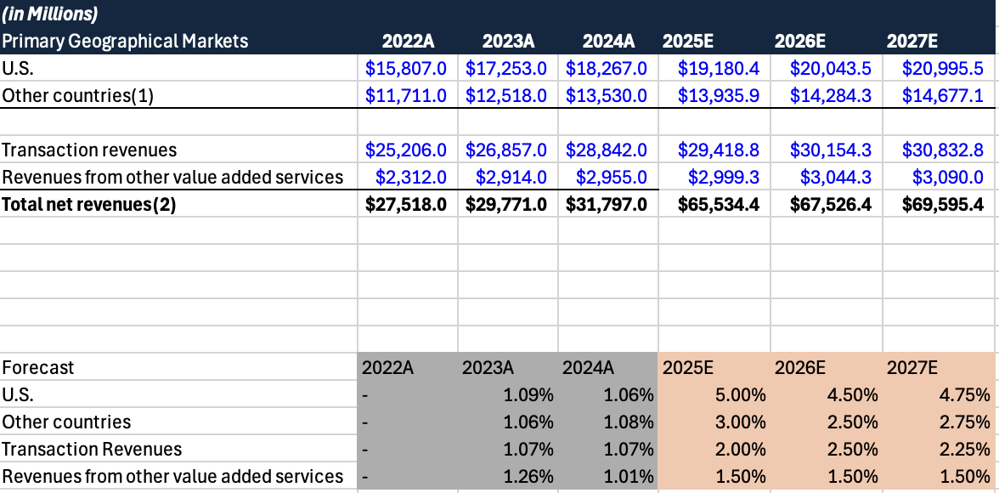 (in Millions)
Primary Geographical Markets 2022A 2023A 2024A 2025E 2026E 2027E
U.S. $15,807.0 $17,253.0 $18,267.0 $19,180.4 $20,043.5 $20,995.5
Other countries(1) $11,711.0 $12,518.0 $13,530.0 $13,935.9 $14,284.3 $14,677.1
Transaction revenues $25,206.0 $26,857.0 $28,842.0 $29,418.8 $30,154.3 $30,832.8
Revenues from other value added services $2,312.0 $2,914.0 $2,955.0 $2,999.3 $3,044.3 $3,090.0
Total net revenues(2) $27,518.0 $29,771.0 $31,797.0 $65,534.4 $67,526.4 $69,595.4
Forecast 2022A 2023A 2024A 2025E 2026E 2027E
U.S. - 1.09% 1.06% 5.00% 4.50% 4.75%
Other countries - 1.06% 1.08% 3.00% 2.50% 2.75%
Transaction Revenues - 1.07% 1.07% 2.00% 2.50% 2.25%
Revenues from other value added services - 1.26% 1.01% 1.50% 1.50% 1.50%